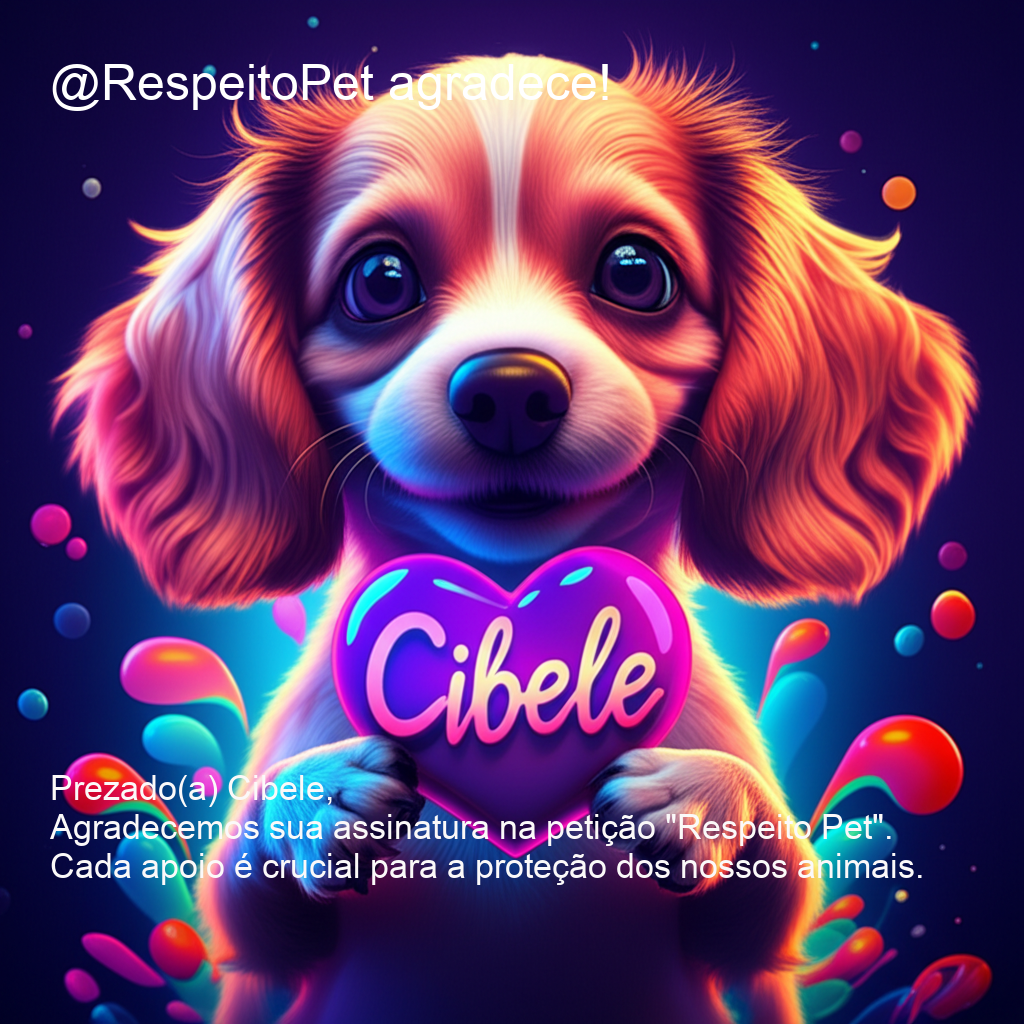 @RespeitoPet agradece!
Cibele
Prezado(a) Cibele,
Agradecemos sua assinatura na petição "Respeito Pet".
Cada apoio é crucial para a proteção dos nossos animais.